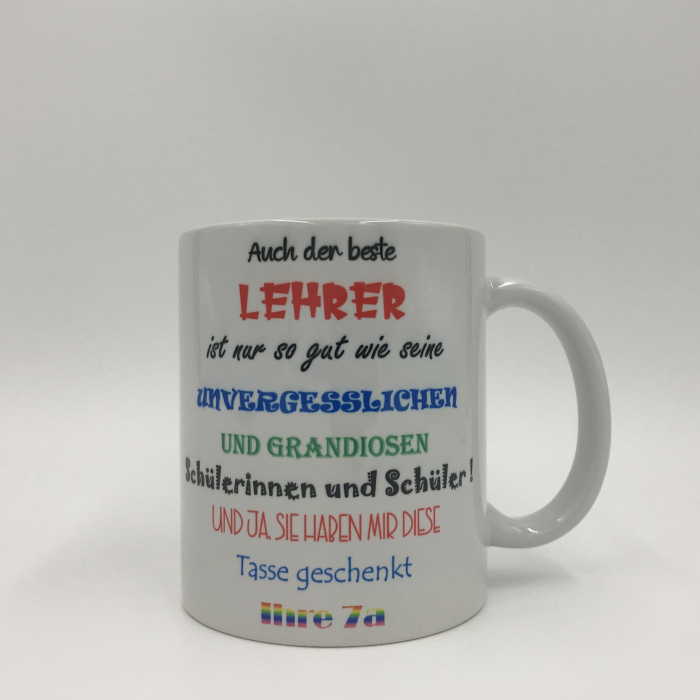 Auch der beste
LEHRER
ist nur so gut wie seine
UNVERGESSLICHEN
UND GRANDIOSEN
Schülerinnen und Schüler!
UND JA, SIE HABEN MIR DIESE
Tasse geschenkt
Ihre 7a